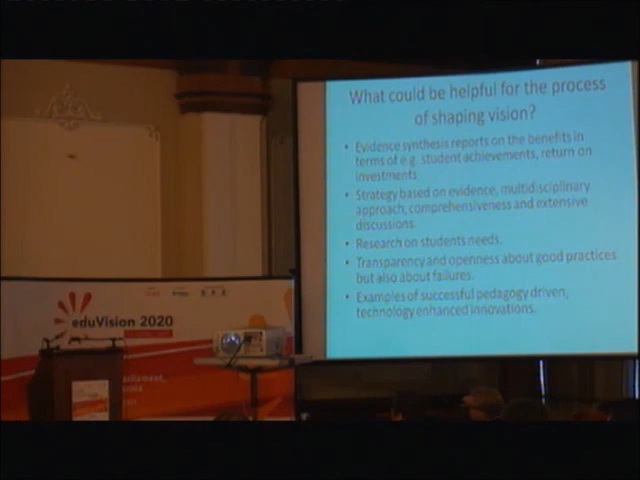 What could be helpful for the process
of shaping vision?
• Evidence synthesis reports on the benefits in
terms of e.g. student achievements, return on
investments
• Strategy based on evidence, multidisciplinary
approach, comprehensiveness and extensive
discussions.
• Research on students needs.
• Transparency and openness about good practices
but also about failures.
• Examples of successful pedagogy driven,
technology enhanced innovations.
eduVision 2020